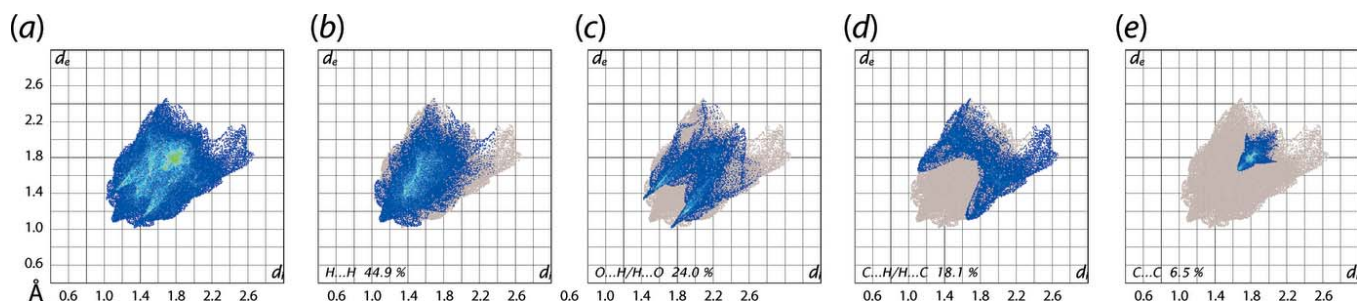 (a) (b) (c) (d) (e)
de de de de de
2.6
2.2
1.8
1.4
1.0
0.6
H...H 44.9 % O...H/H...O 24.0 % C...H/H...C 18.1 % C...C 6.5 %
di di di di di
Å 0.6 1.0 1.4 1.8 2.2 2.6 0.6 1.0 1.4 1.8 2.2 2.6 0.6 1.0 1.4 1.8 2.2 2.6 0.6 1.0 1.4 1.8 2.2 2.6 0.6 1.0 1.4 1.8 2.2 2.6